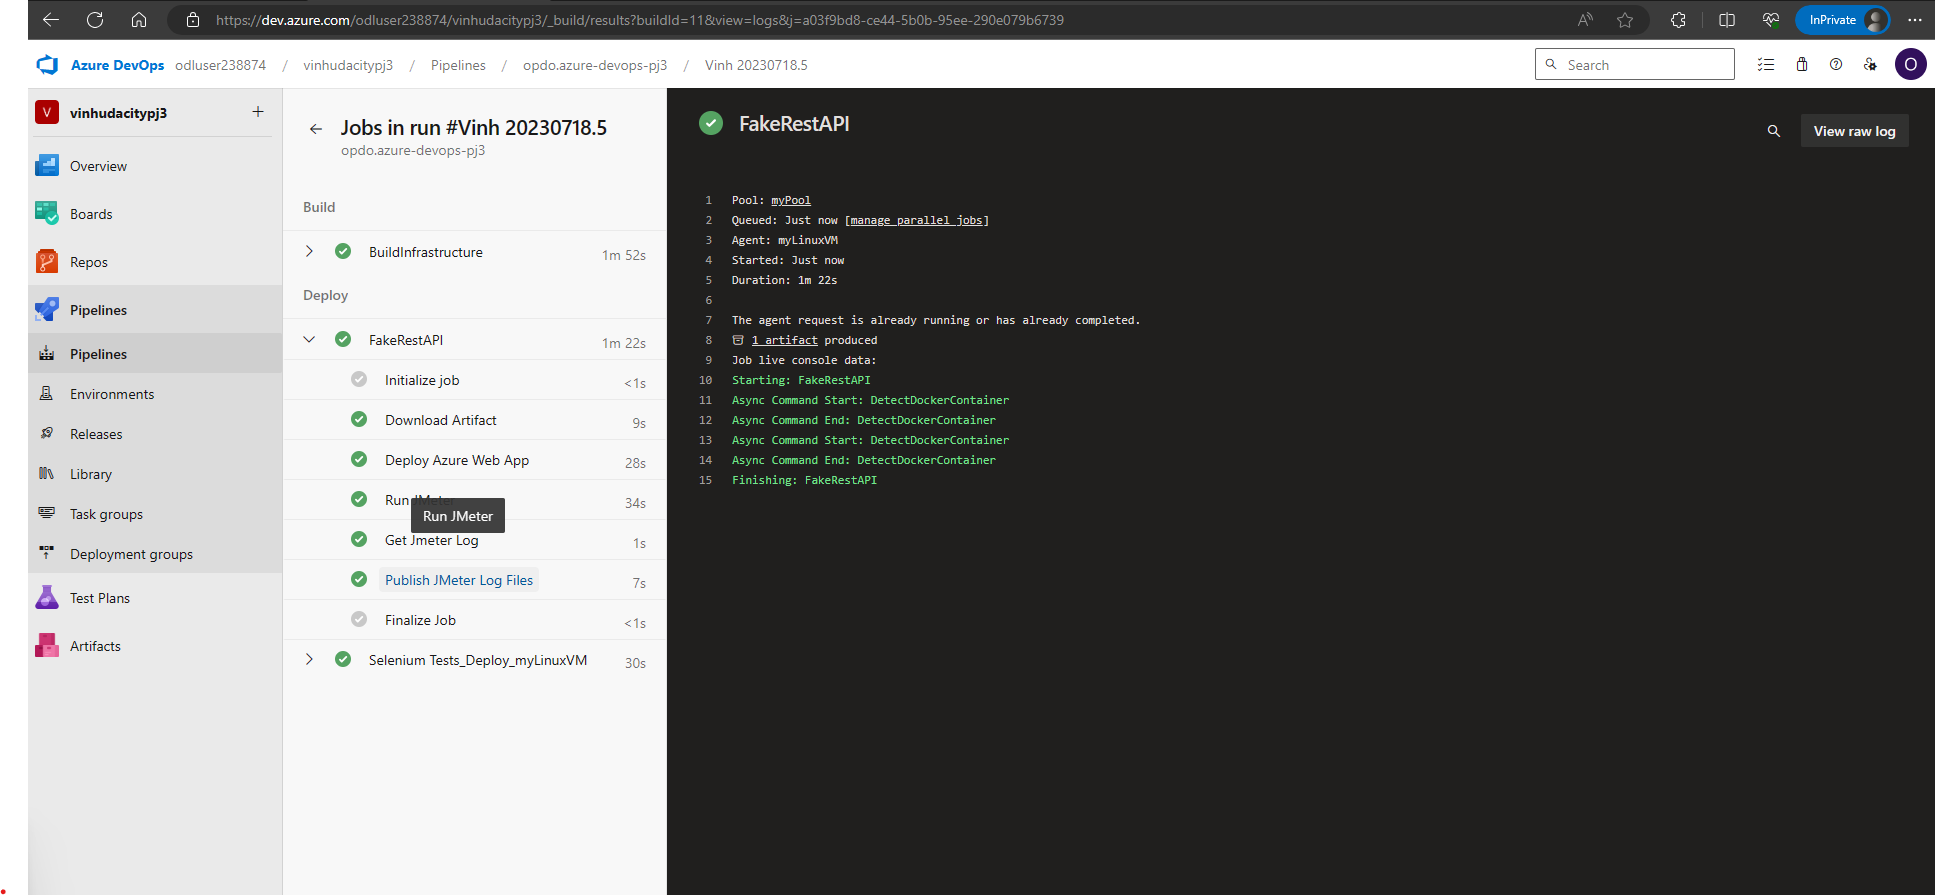 https://dev.azure.com/odluser238874/vinhudacitypj3/_build/results?buildId=11&view=logs&j=a03f9bd8-ce44-5b0b-95ee-290e079b6739
InPrivate
Azure DevOps odluser238874 / vinhudacitypj3 / Pipelines / opdo.azure-devops-pj3 / Vinh 20230718.5
Search
O
V vinhudacitypj3 +
Overview
Boards
Repos
Pipelines
Pipelines
Environments
Releases
Library
Task groups
Deployment groups
Test Plans
Artifacts
Jobs in run #Vinh 20230718.5
opdo.azure-devops-pj3
Build
BuildInfrastructure 1m 52s
Deploy
FakeRestAPI 1m 22s
Initialize job <1s
Download Artifact 9s
Deploy Azure Web App 28s
Run JMeter 34s
Run JMeter
Get Jmeter Log 1s
Publish JMeter Log Files 7s
Finalize Job <1s
Selenium Tests_Deploy_myLinuxVM 30s
FakeRestAPI
View raw log
1 Pool: myPool
2 Queued: Just now [manage parallel jobs]
3 Agent: myLinuxVM
4 Started: Just now
5 Duration: 1m 22s
6
7 The agent request is already running or has already completed.
8 1 artifact produced
9 Job live console data:
10 Starting: FakeRestAPI
11 Async Command Start: DetectDockerContainer
12 Async Command End: DetectDockerContainer
13 Async Command Start: DetectDockerContainer
14 Async Command End: DetectDockerContainer
15 Finishing: FakeRestAPI